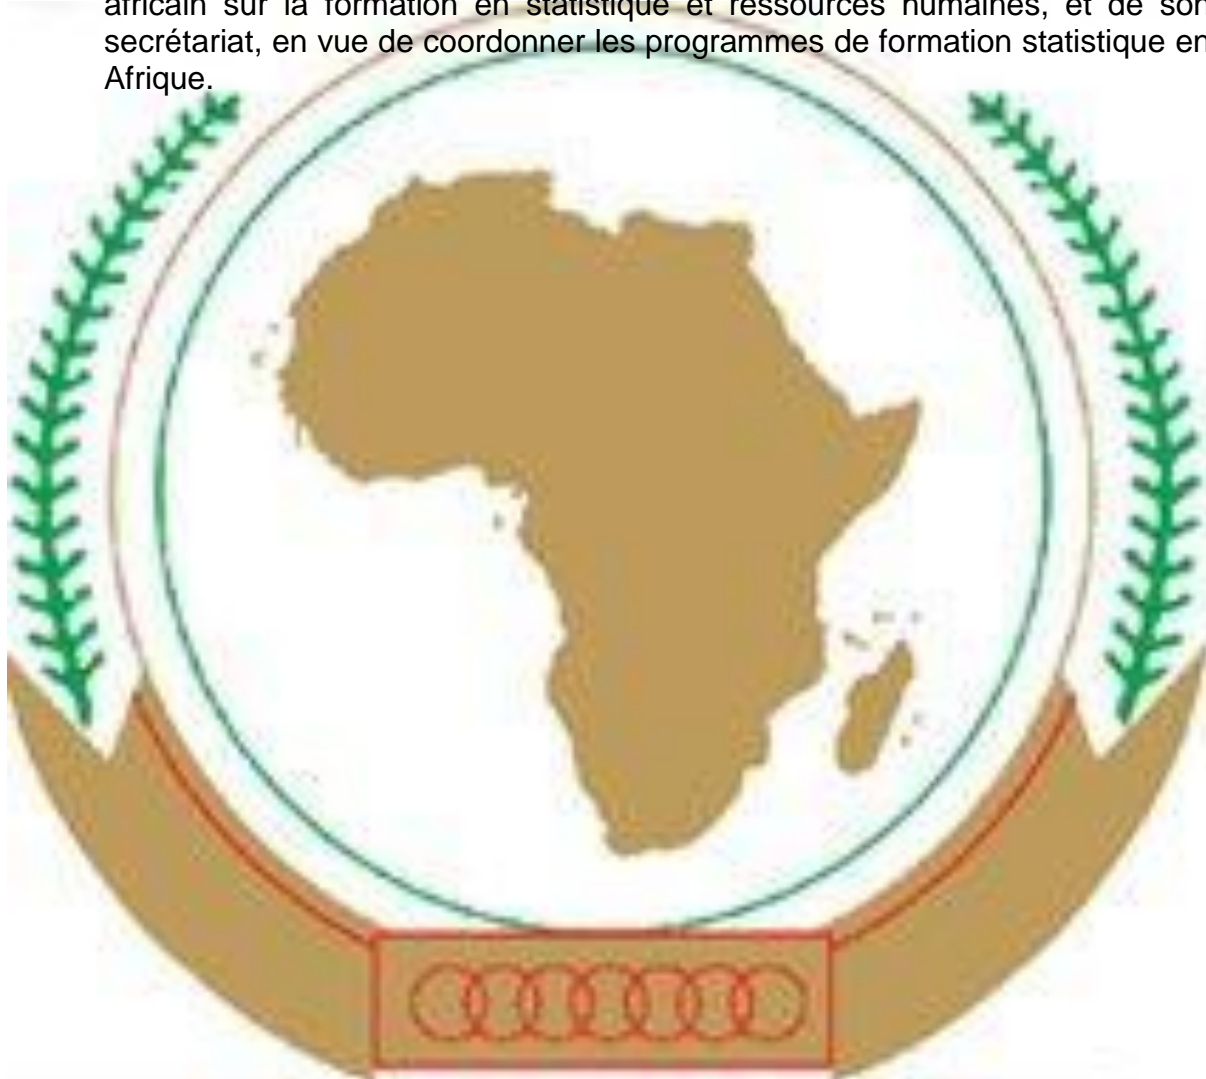 africain sur la formation en statistique et ressources humaines, et de son
secrétariat, en vue de coordonner les programmes de formation statistique en
Afrique.